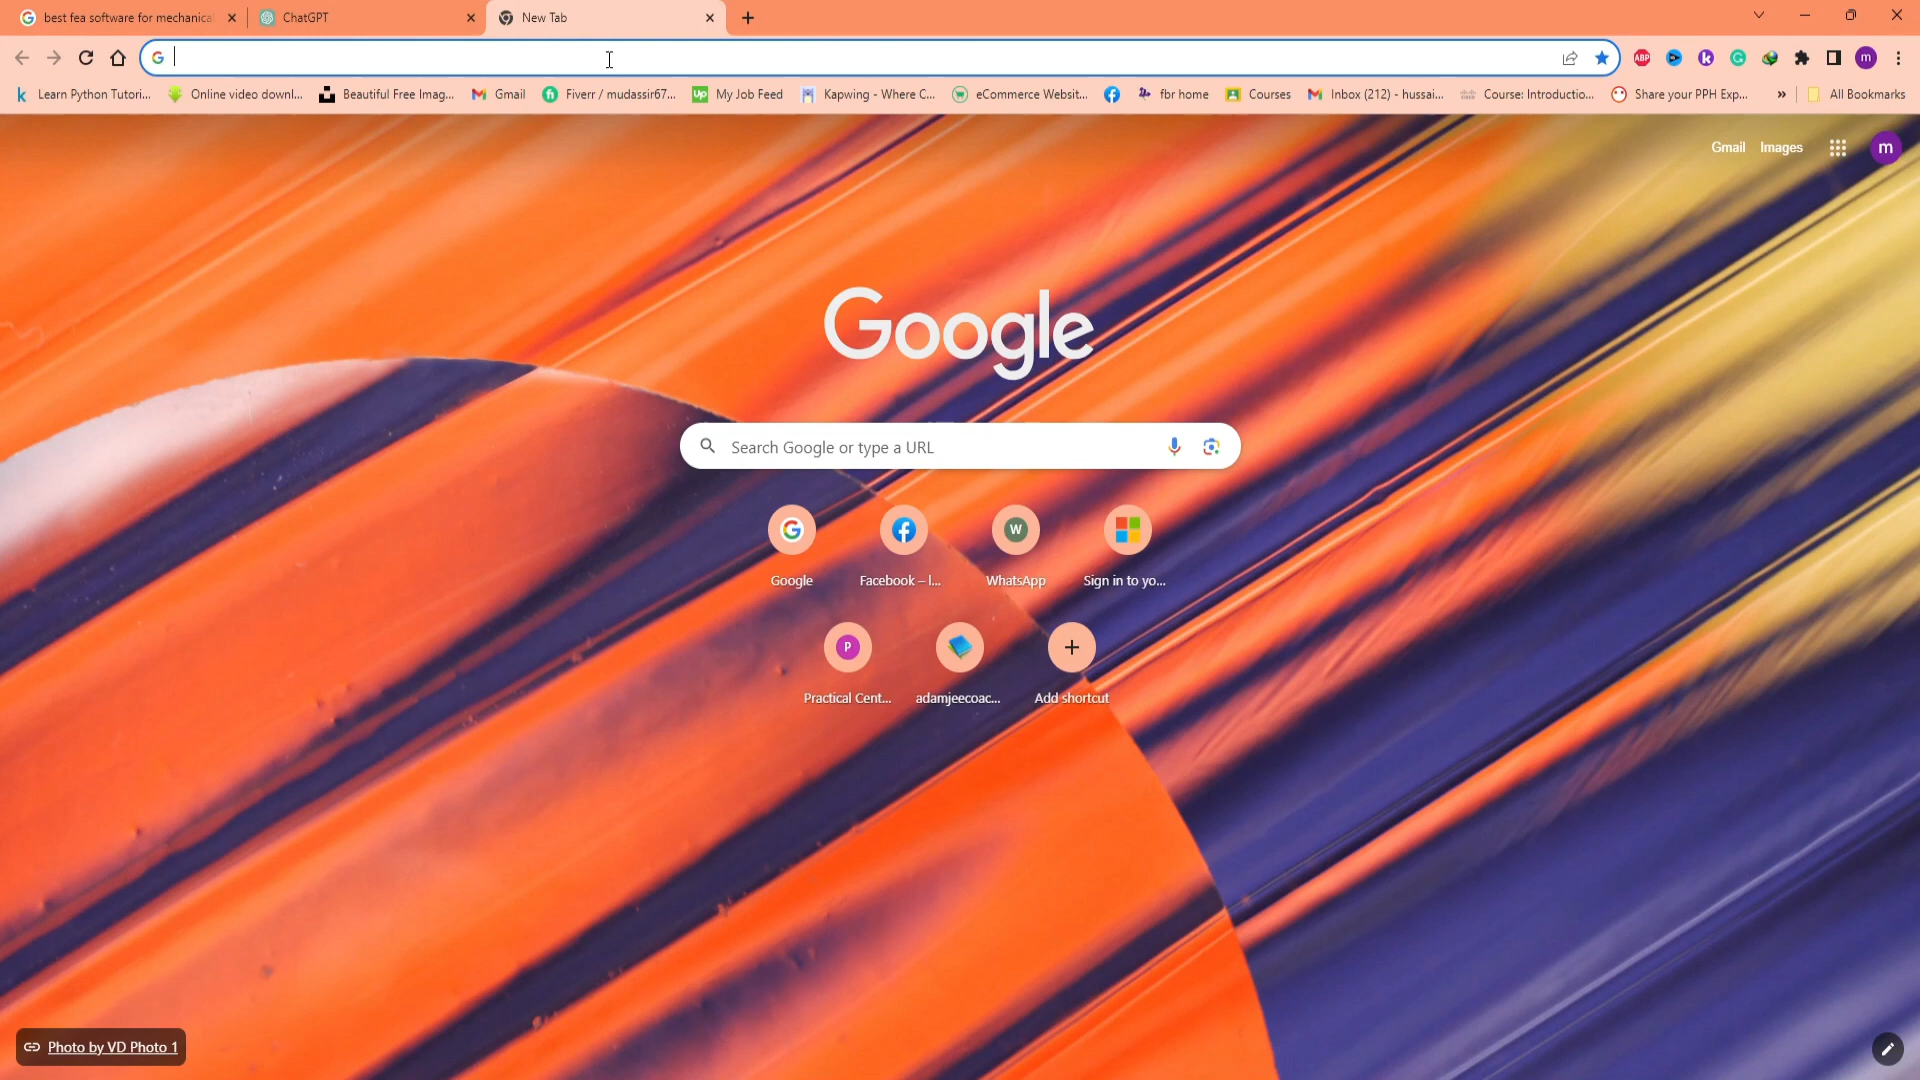 best fea software for mechanical
ChatGPT
New Tab
Learn Python Tutori...
Online video downl...
Beautiful Free Imag...
Gmail
Fiverr / mudassir67...
My Job Feed
Kapwing - Where C...
eCommerce Websit...
fbr home
Courses
Inbox (212) - hussai...
Course: Introductio...
Share your PPH Exp...
»
All Bookmarks
Gmail
Images
m
Google
Search Google or type a URL
Google
Facebook – l...
W
WhatsApp
Sign in to yo...
P
Practical Cent...
adamjeecoac...
Add shortcut
Photo by VD Photo 1